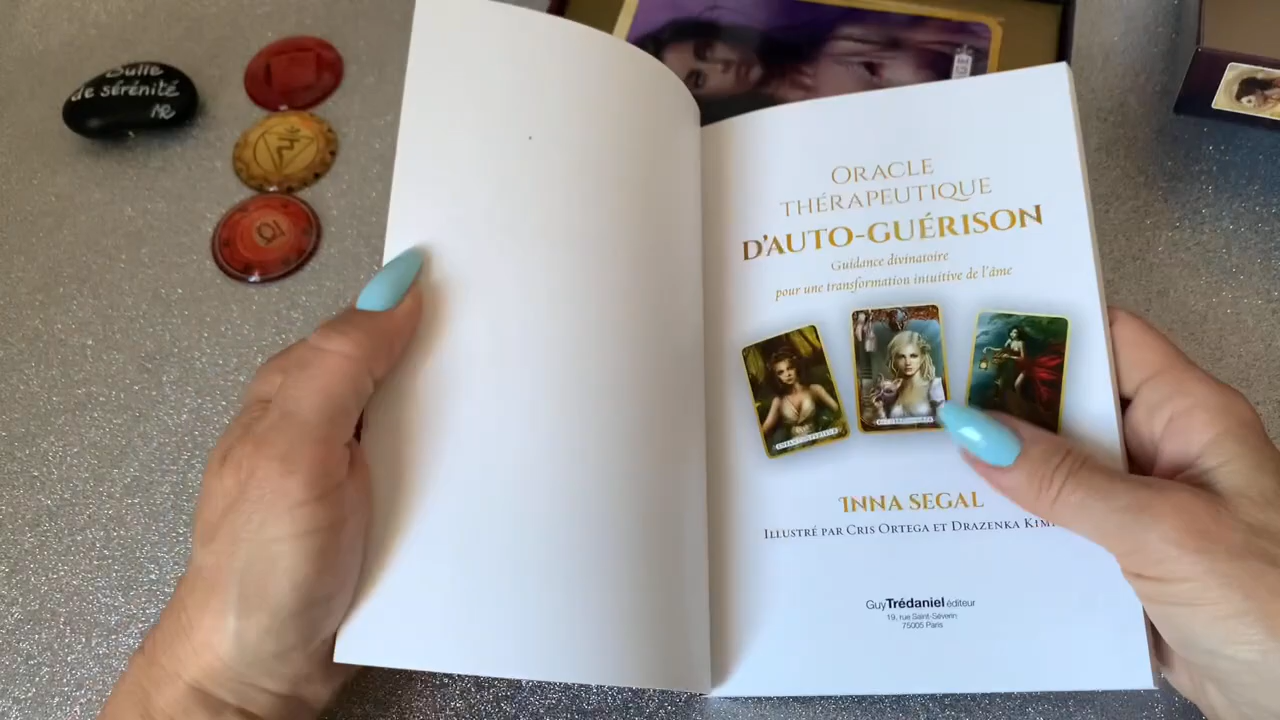 Bulle
de sérénité
ORACLE
THÉRAPEUTIQUE
D'AUTO-GUÉRISON
Guidance divinatoire
pour une transformation intuitive de l'âme
INNA SEGAL
ILLUSTRÉ PAR CRIS ORTEGA ET DRAZENKA
GuyTrédaniel éditeur
19, rue Saint-Séverin
75005 Paris